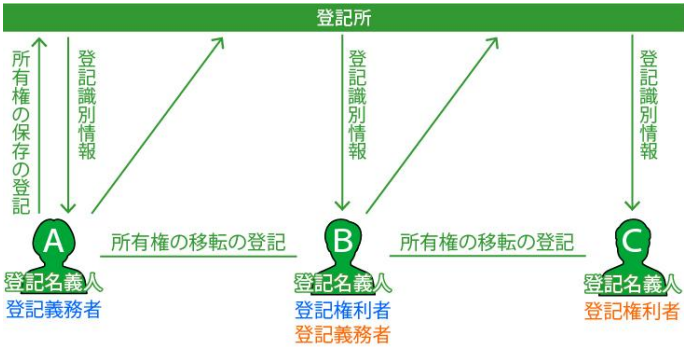 登記所
所有権の保存の登記
登記識別情報
登記識別情報
登記識別情報
A
所有権の移転の登記
B
所有権の移転の登記
C
登記名義人
登記名義人
登記名義人
登記義務者
登記権利者
登記権利者
登記義務者